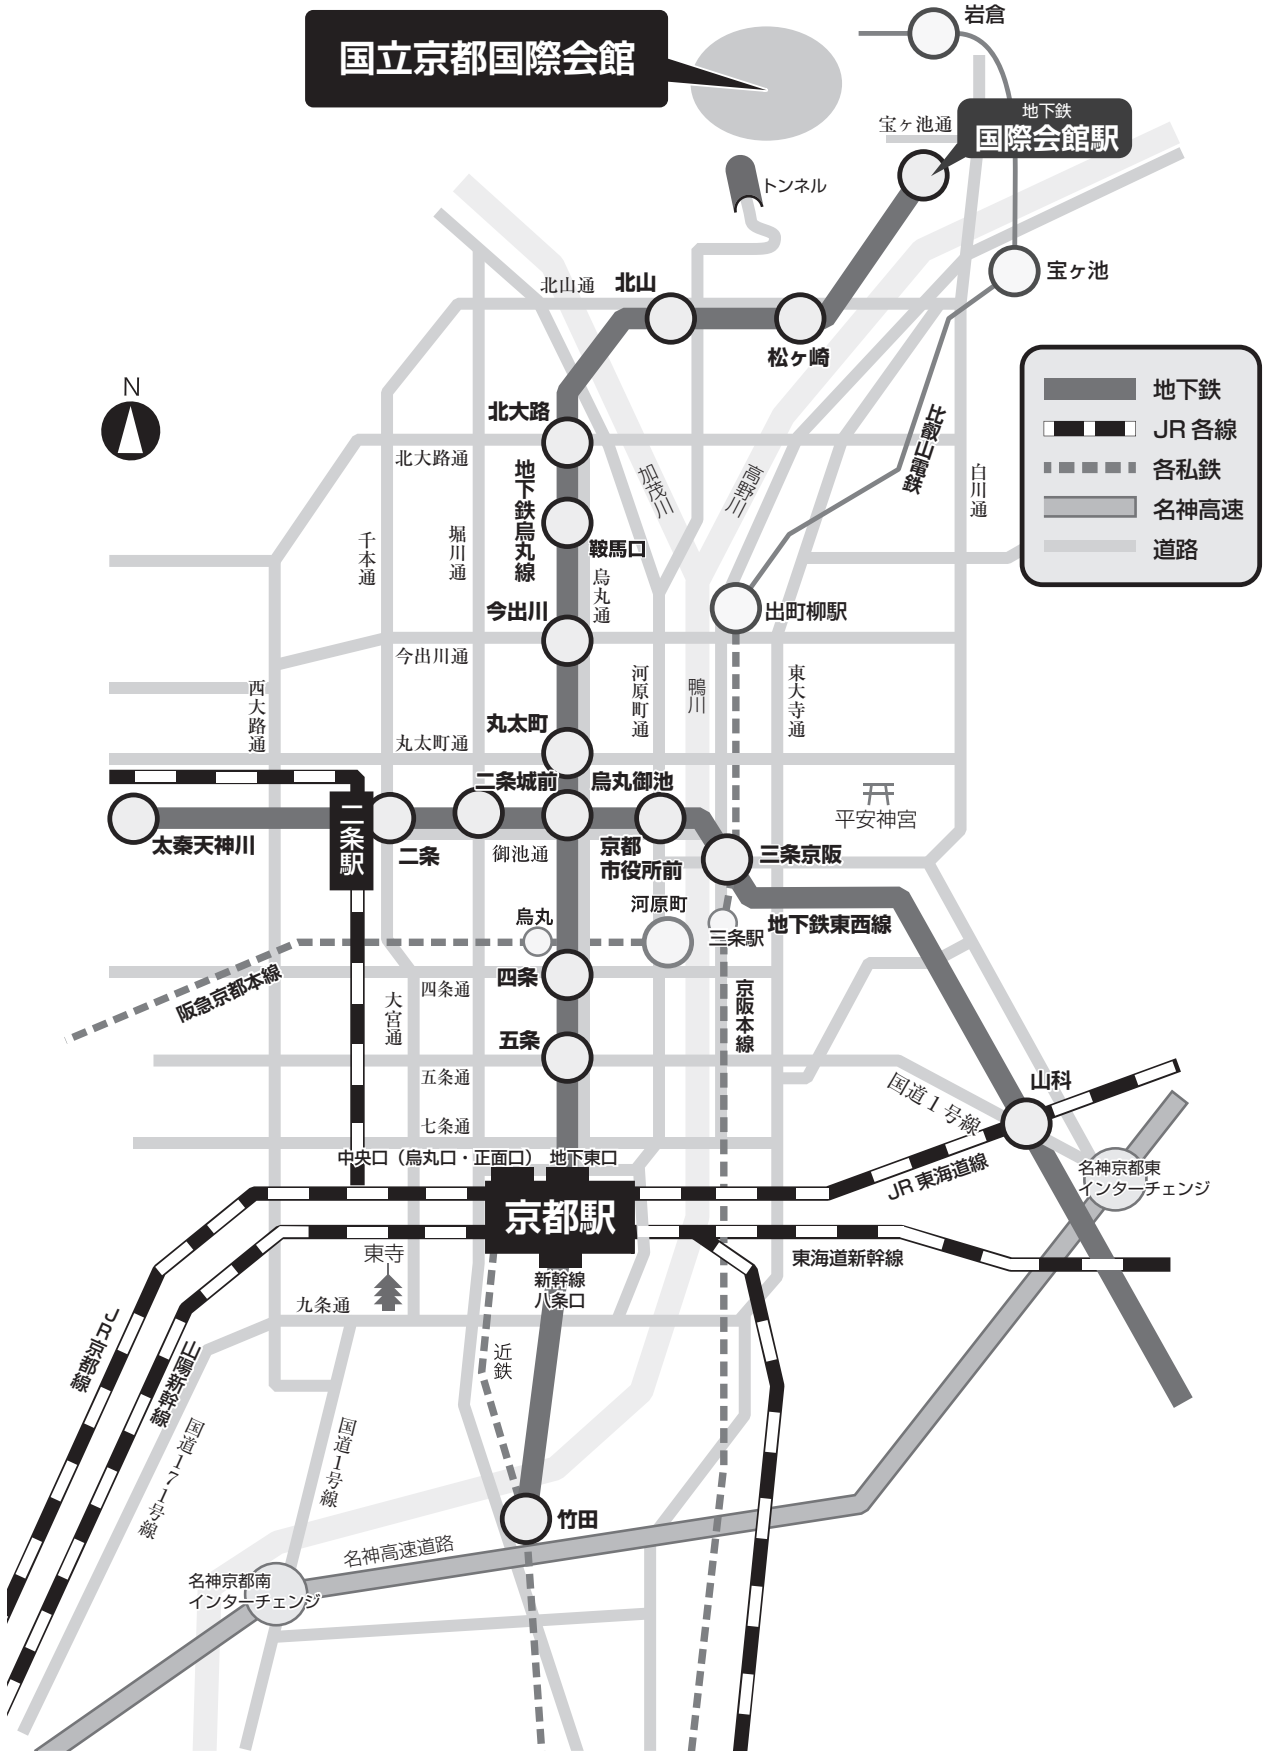 岩倉
国立京都国際会館
地下鉄
国際会館駅
宝ヶ池通
トンネル
宝ヶ池
北山通
北山
松ヶ崎
N
地下鉄
JR各線
各私鉄
名神高速
道路
北大路
北大路通
地下鉄烏丸線
加茂川
高野川
比叡山電鉄
白川通
千本通
堀川通
鞍馬口
烏丸通
今出川
出町柳駅
今出川通
西大路通
河原町通
鴨川
東大寺通
丸太町
丸太町通
二条城前
烏丸御池
平安神宮
太秦天神川
二条駅
二条
御池通
京都
市役所前
三条京阪
烏丸
河原町
三条駅
地下鉄東西線
阪急京都本線
四条
四条通
大宮通
京阪本線
五条
五条通
国道1号線
山科
七条通
中央口（烏丸口・正面口）
地下東口
JR東海道線
名神京都東
インターチェンジ
京都駅
東寺
新幹線
八条口
東海道新幹線
九条通
JR京都線
山陽新幹線
近鉄
国道171号線
国道1号線
竹田
名神高速道路
名神京都南
インターチェンジ